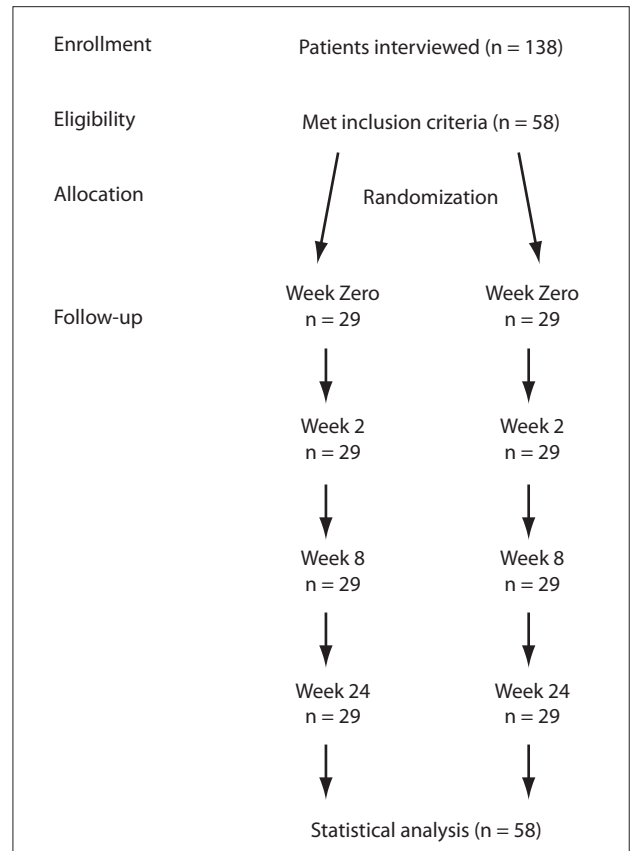 Enrollment Patients interviewed (n = 138)
Eligibility Met inclusion criteria (n = 58)
Allocation Randomization
Follow-up
Week Zero Week Zero
n = 29 n = 29
Week 2 Week 2
n = 29 n = 29
Week 8 Week 8
n = 29 n = 29
Week 24 Week 24
n = 29 n = 29
Statistical analysis (n = 58)